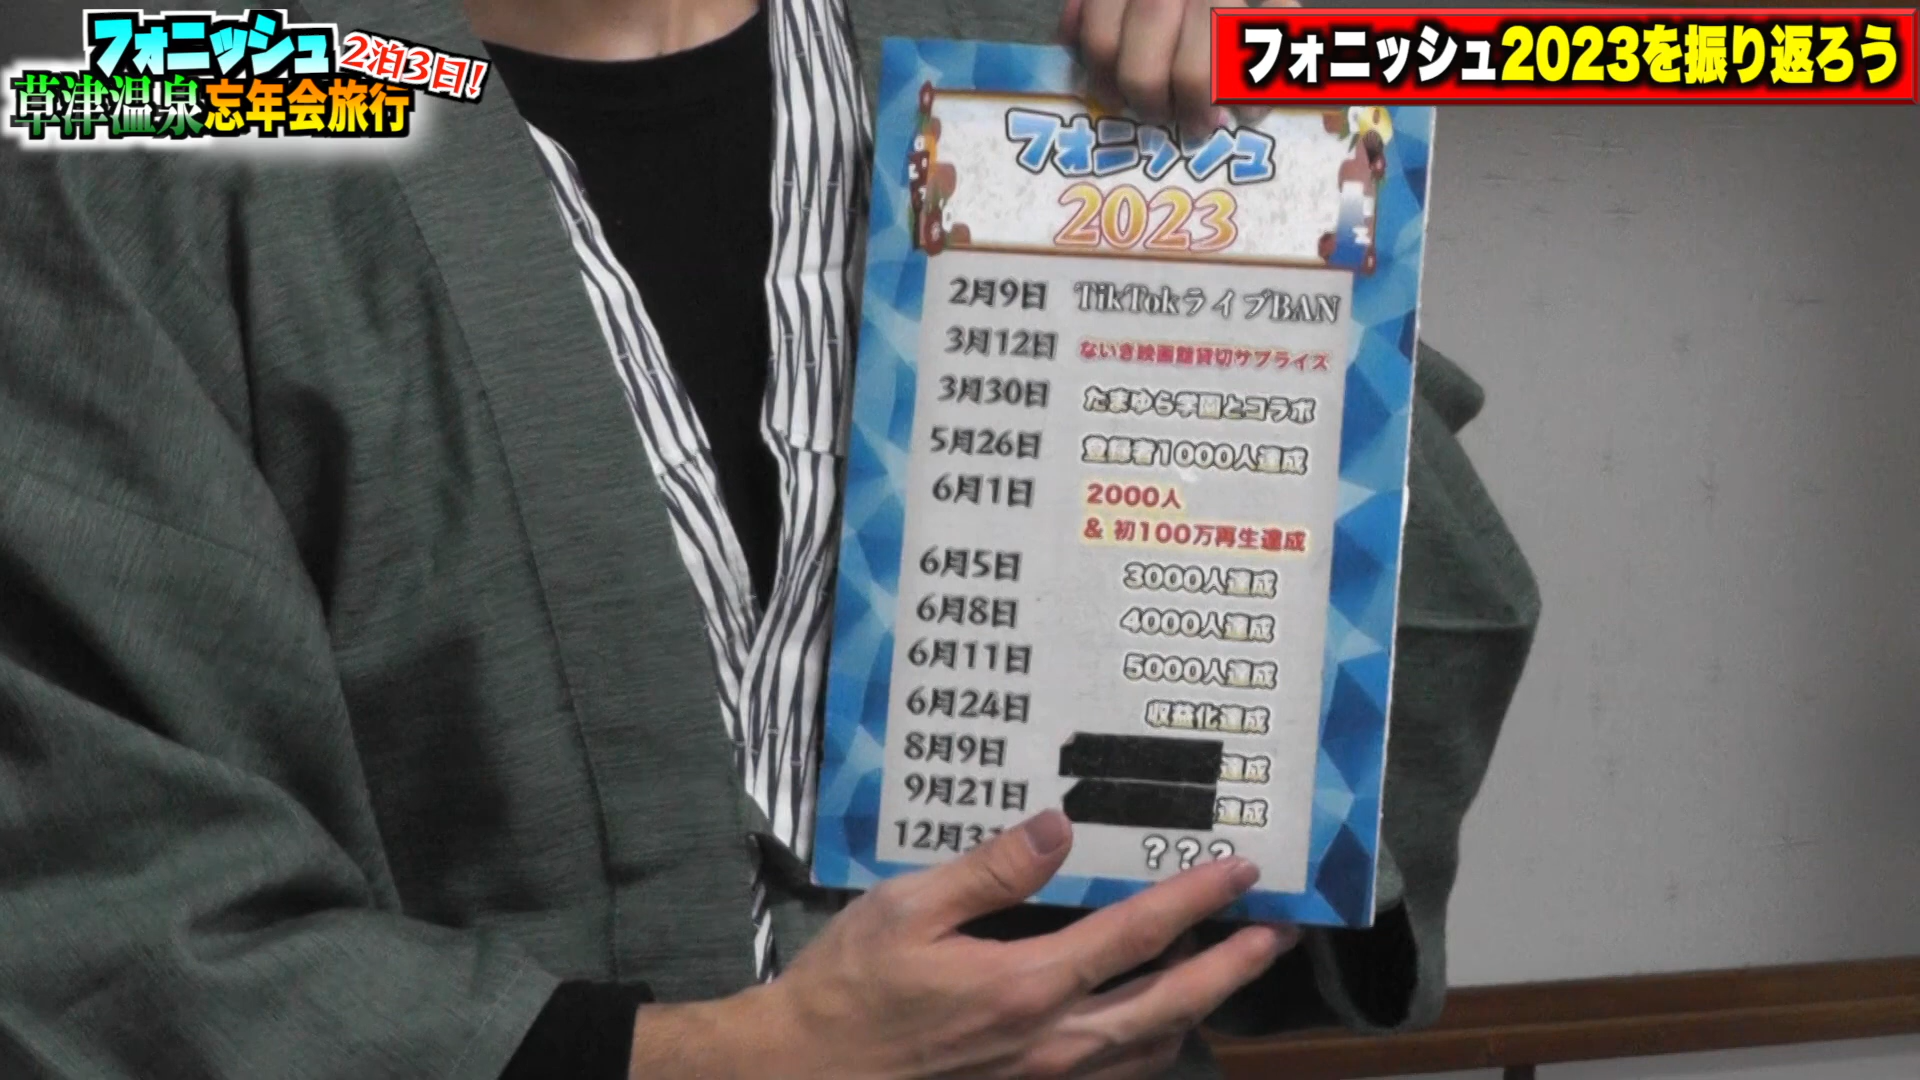 フォニッシュ
2泊3日!
草津温泉忘年会旅行
フォニッシュ2023を振り返ろう
フォニッシュ
2023
2月9日 TikTokライブBAN
3月12日 ないき映画館貸切サプライズ
3月30日 たまゆら学園とコラボ
5月26日 登録者1000人達成
6月1日 2000人
& 初100万再生達成
6月5日 3000人達成
6月8日 4000人達成
6月11日 5000人達成
6月24日 収益化達成
8月9日 達成
9月21日 達成
12月31 ???